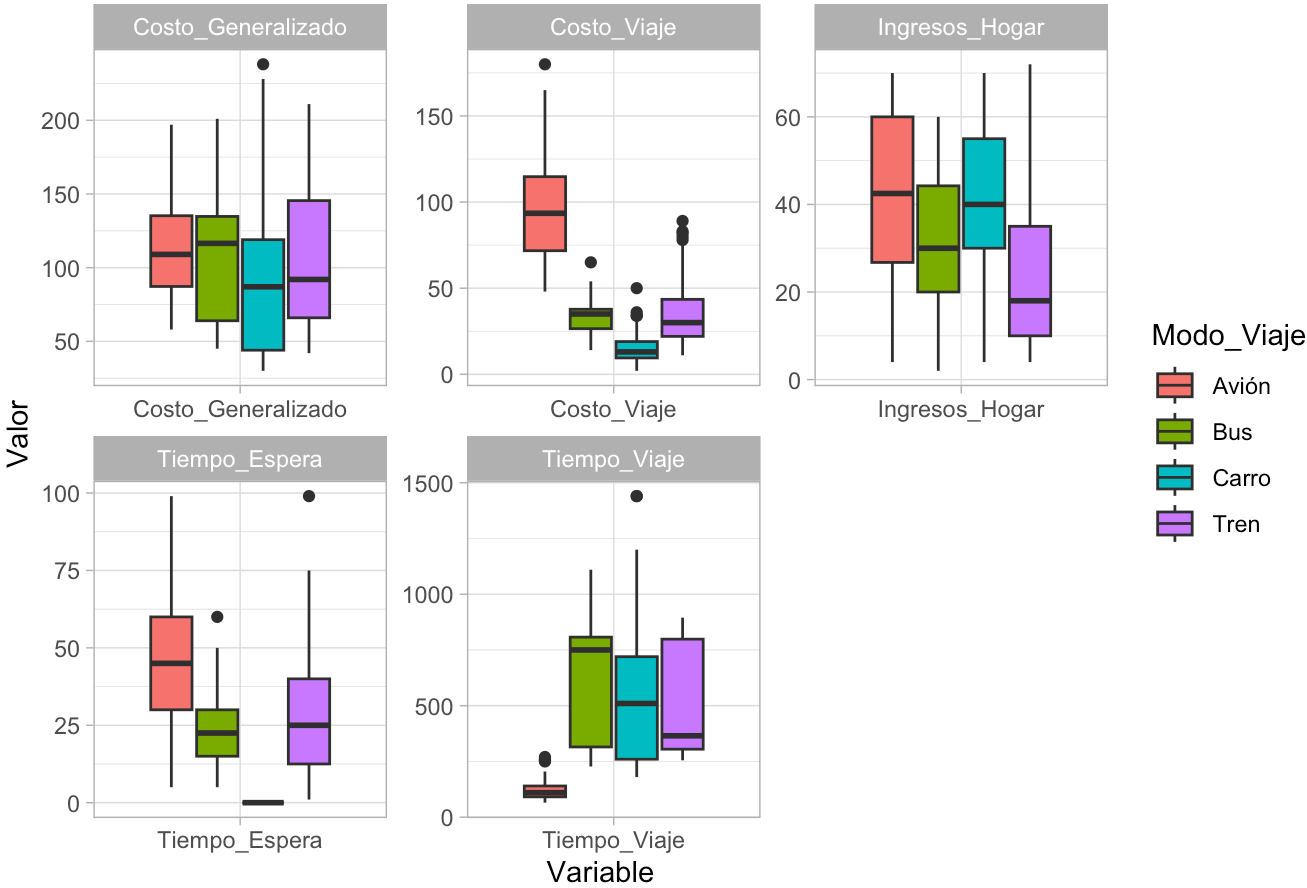 Costo_Generalizado
Costo_Viaje
Ingresos_Hogar
200
150
100
50
150
100
50
0
60
40
20
0
Costo_Generalizado
Costo_Viaje
Ingresos_Hogar
Valor
Tiempo_Espera
Tiempo_Viaje
100
75
50
25
0
1500
1000
500
0
Tiempo_Espera
Tiempo_Viaje
Variable
Modo_Viaje
Avión
Bus
Carro
Tren